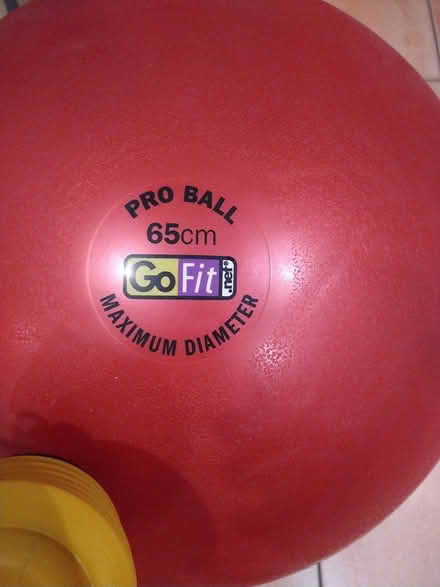 PRO BALL
65cm
GoFit.net®
MAXIMUM DIAMETER